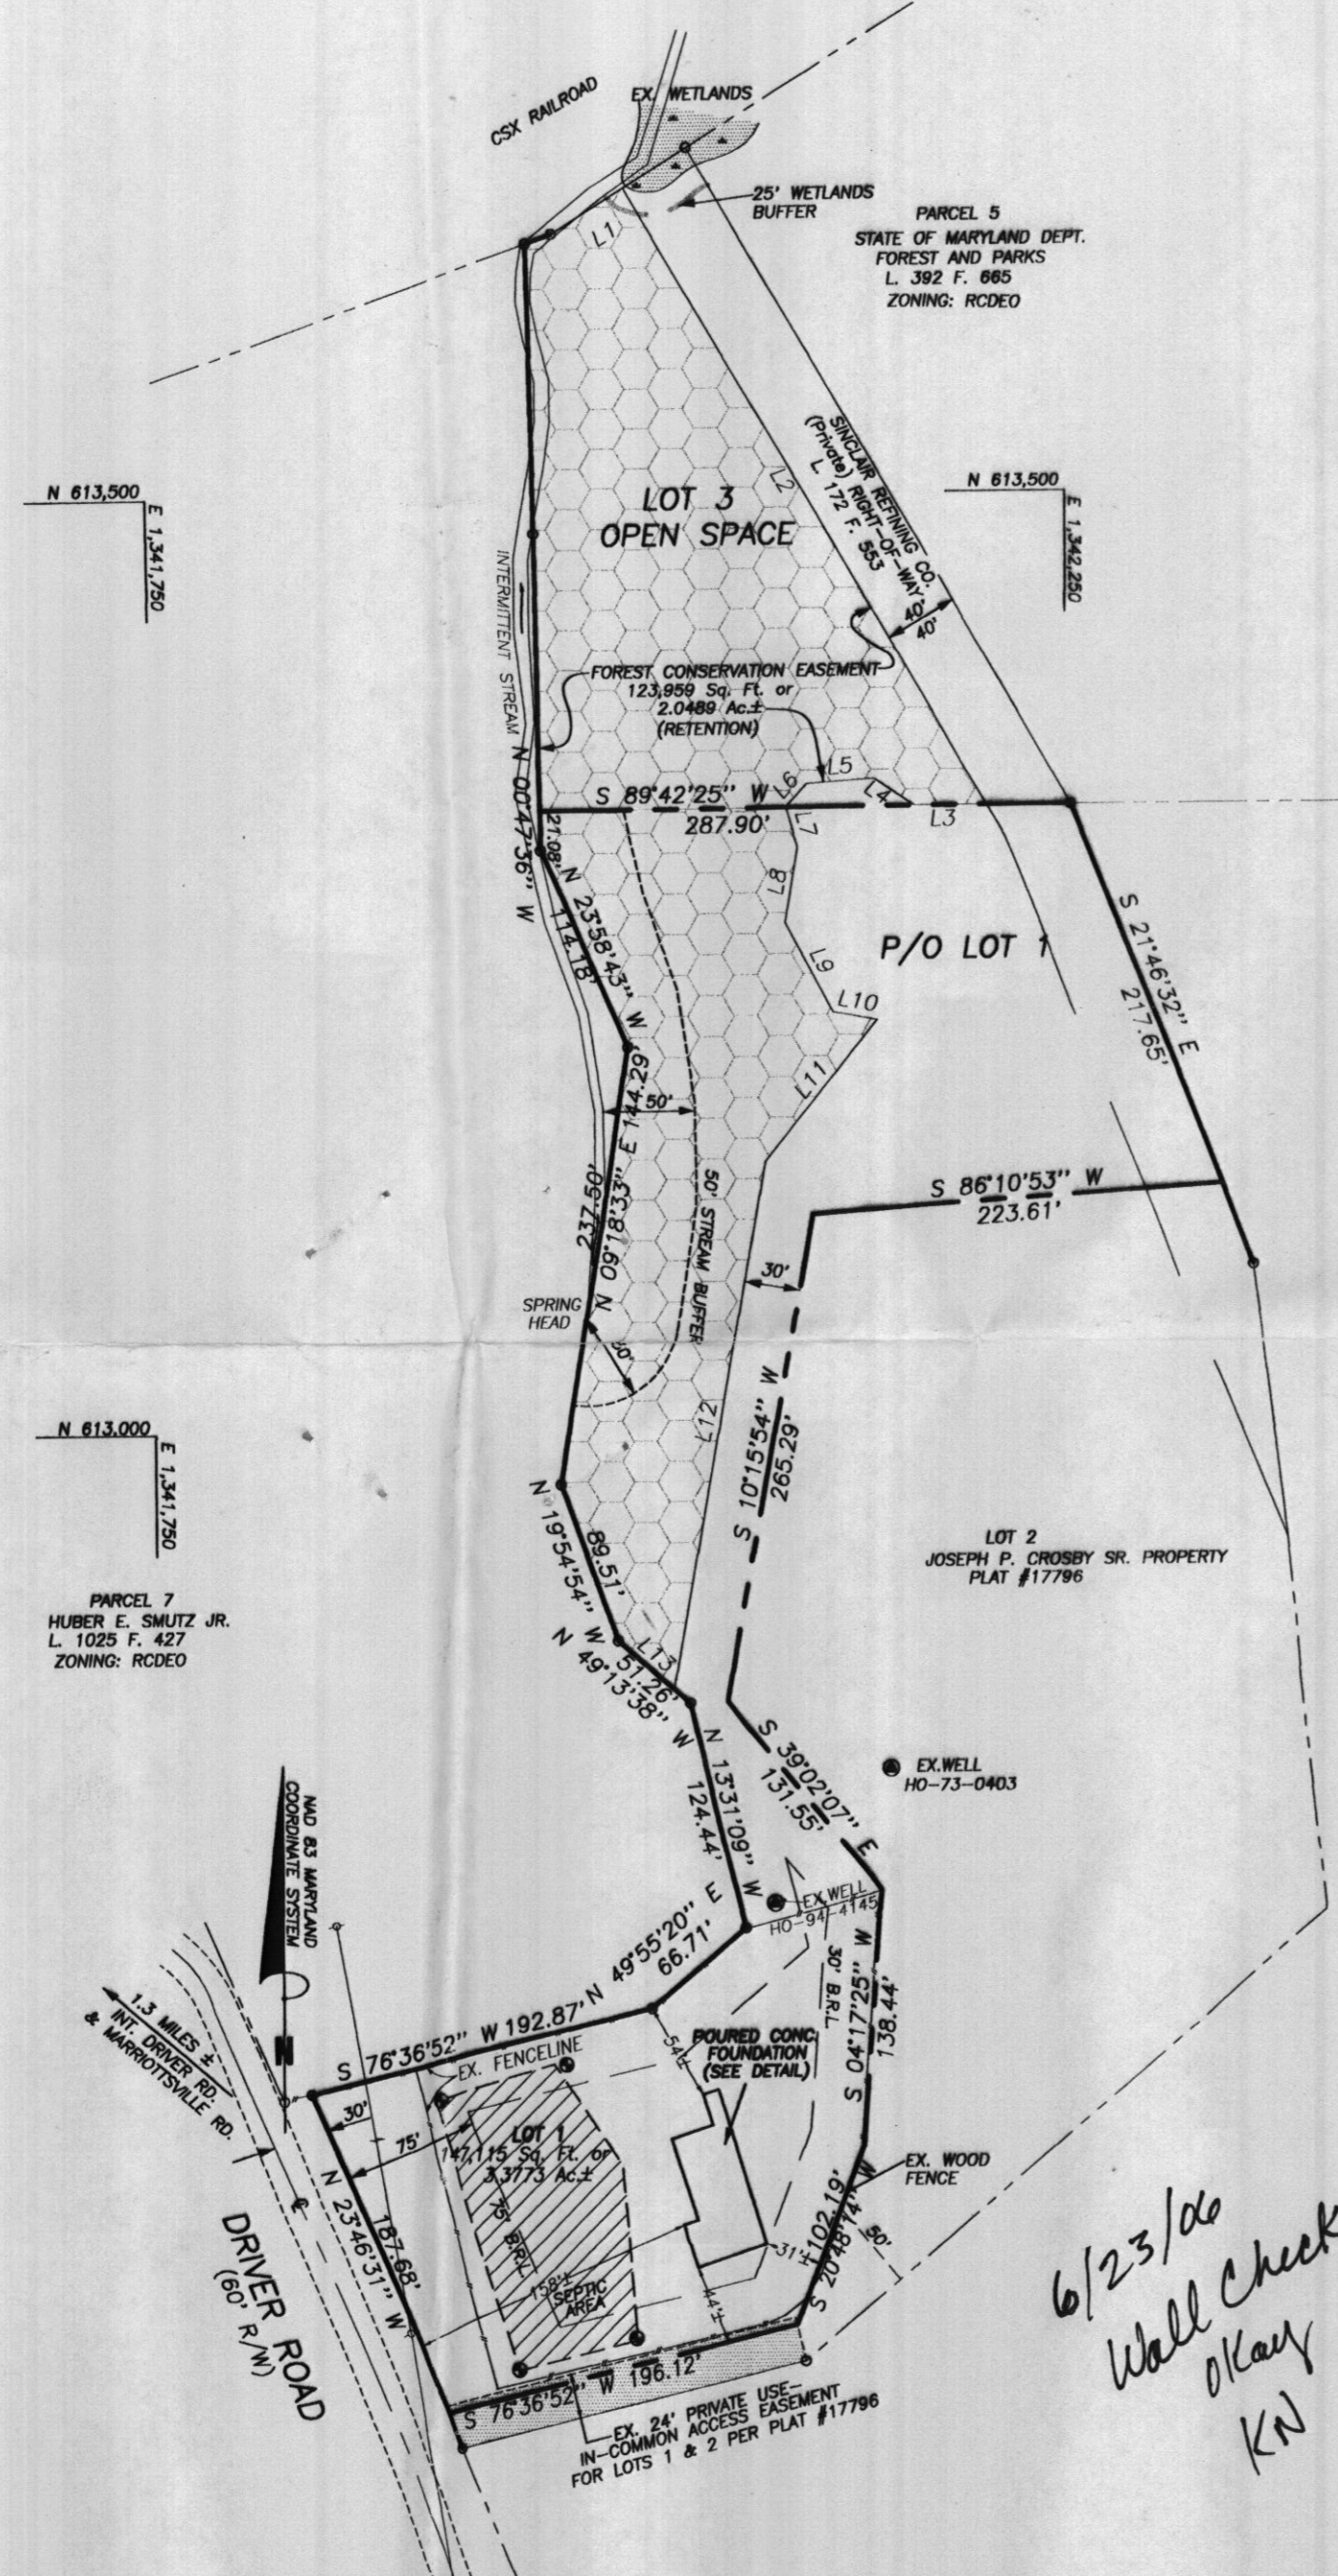 CSX RAILROAD
EX. WETLANDS
25' WETLANDS
BUFFER
PARCEL 5
STATE OF MARYLAND DEPT.
FOREST AND PARKS
L. 392 F. 665
ZONING: RCDEO
L1
L2
SINCLAIR REFINING CO.
(Private) RIGHT-OF-WAY
L. 172 F. 553
40'
40'
N 613,500
E 1,341,750
N 613,500
E 1,342,250
LOT 3
OPEN SPACE
INTERMITTENT STREAM
FOREST CONSERVATION EASEMENT
123,959 Sq. Ft. or
2.0489 Ac.±
(RETENTION)
L6
L5
L4
S 89°42'25" W
287.90'
L3
L7
N 00°47'36" W
21.08'
N 23°58'43" W
114.18'
L8
L9
L10
L11
P/O LOT 1
S 21°46'32" E
217.65'
50'
N 09°18'33" E 144.29'
237.50'
50' STREAM BUFFER
S 86°10'53" W
223.61'
30'
SPRING
HEAD
50'
L12
S 10°15'54" W
265.29'
N 613,000
E 1,341,750
N 19°54'54" W
89.51'
LOT 2
JOSEPH P. CROSBY SR. PROPERTY
PLAT #17796
PARCEL 7
HUBER E. SMUTZ JR.
L. 1025 F. 427
ZONING: RCDEO
L13
51.26'
N 49°13'38" W
N 13°31'09" W
124.44'
S 39°02'07" E
131.55'
EX.WELL
HO-73-0403
NAD 83 MARYLAND
COORDINATE SYSTEM
N
EX.WELL
HO-94-4145
N 49°55'20" E
66.71'
30' B.R.L
S 04°17'25" W
138.44'
1.3 MILES ±
INT. DRIVER RD.
& MARRIOTTSVILLE RD.
S 76°36'52" W 192.87'
EX. FENCELINE
POURED CONC
FOUNDATION
(SEE DETAIL)
54'±
30'
75'
LOT 1
147,115 Sq. Ft. or
3.3773 Ac.±
75' B.R.L
EX. WOOD
FENCE
S 20°48'14" W
102.19'
50'
31'±
44'±
158'±
SEPTIC
AREA
N 23°46'31" W
187.68'
DRIVER ROAD
(60' R/W)
S 76°36'52" W 196.12'
EX. 24' PRIVATE USE-
IN-COMMON ACCESS EASEMENT
FOR LOTS 1 & 2 PER PLAT #17796
6/23/06
Wall Check
okay
KN